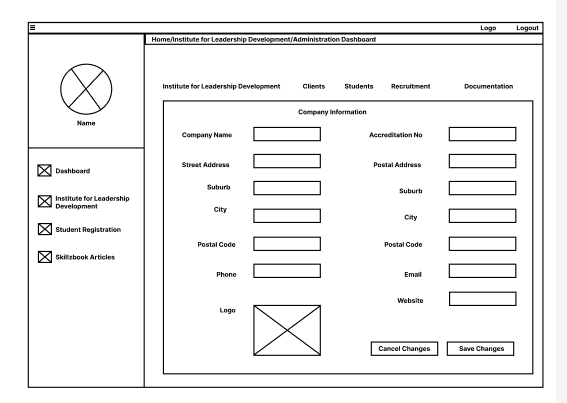 Logo Logout
Home/Institute for Leadership Development/Administration Dashboard
Name
Dashboard
Institute for Leadership
Development
Student Registration
Skillzbook Articles
Institute for Leadership Development Clients Students Recruitment Documentation
Company Information
Company Name Accreditation No
Street Address Postal Address
Suburb Suburb
City City
Postal Code Postal Code
Phone Email
Logo Website
Cancel Changes Save Changes